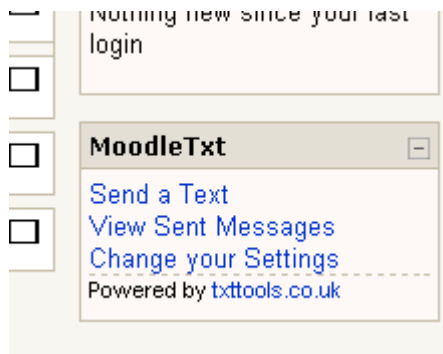 Nothing new since your last
login
MoodleTxt
Send a Text
View Sent Messages
Change your Settings
Powered by txttools.co.uk